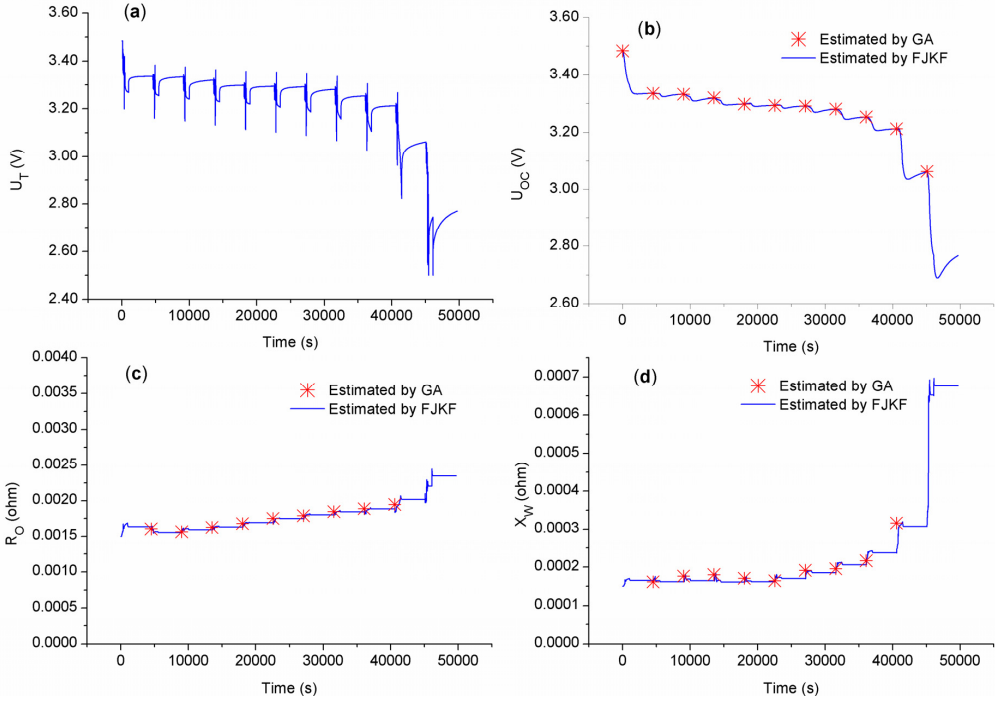 (a)
3.60
3.40
3.20
3.00
2.80
2.60
2.40
U_T (V)
0 10000 20000 30000 40000 50000
Time (s)
(b)
Estimated by GA
Estimated by FJKF
3.60
3.40
3.20
3.00
2.80
2.60
U_OC (V)
0 10000 20000 30000 40000 50000
Time (s)
(c)
Estimated by GA
Estimated by FJKF
0.0040
0.0035
0.0030
0.0025
0.0020
0.0015
0.0010
0.0005
0.0000
R_O (ohm)
0 10000 20000 30000 40000 50000
Time (s)
(d)
Estimated by GA
Estimated by FJKF
0.0007
0.0006
0.0005
0.0004
0.0003
0.0002
0.0001
0.0000
X_W (ohm)
0 10000 20000 30000 40000 50000
Time (s)